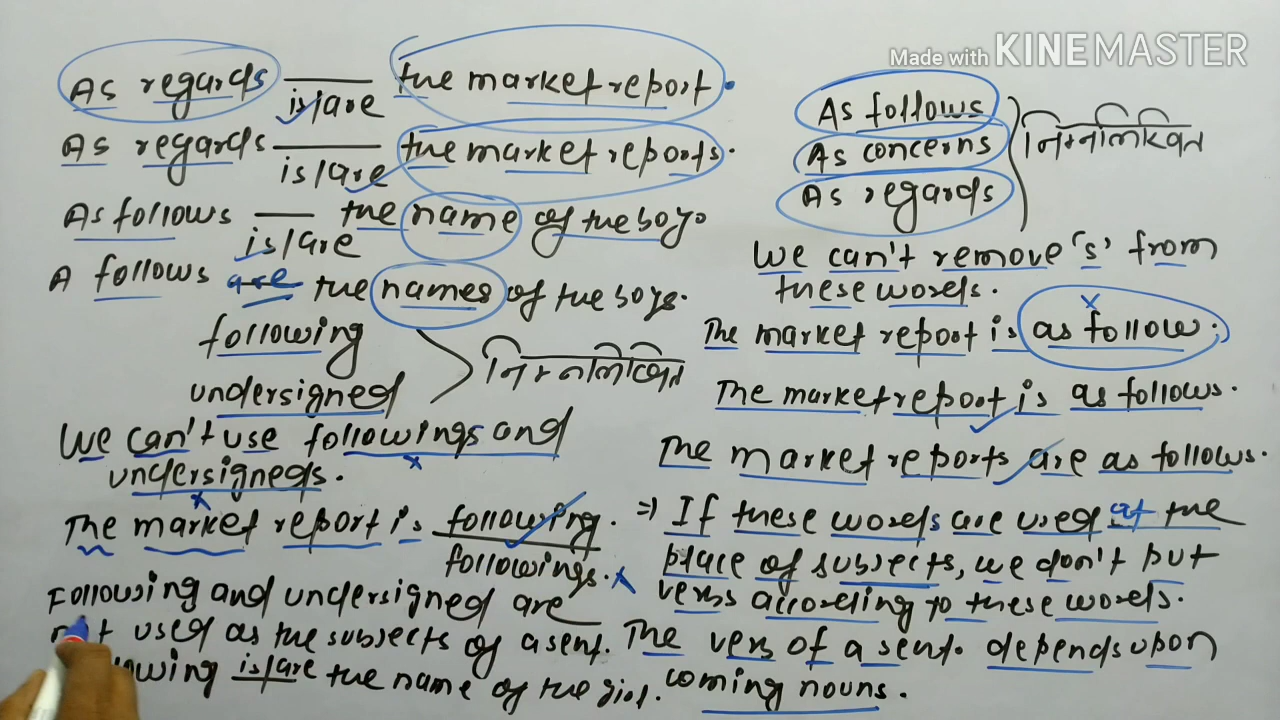 Made with KINEMASTER
As regards ___ the market report.
is/are
As regards ___ the market reports.
is/are
As follows ___ the name of the boy.
is/are
A follows are the names of the boys.
following
undersigned
निम्नलिखित
We can't use followings and
undersigneds.
The market report is following.
followings.
Following and undersigned are
not used as the subjects of a sent.
is/are the name of the girl.
As follows
As concerns
As regards
निम्नलिखित
We can't remove 's' from
these words.
The market report is as follow.
The market report is as follows.
The market reports are as follows.
⇒ If these words are used at the
place of subjects, we don't put
verbs according to these words.
The verb of a sent. depends upon
coming nouns.